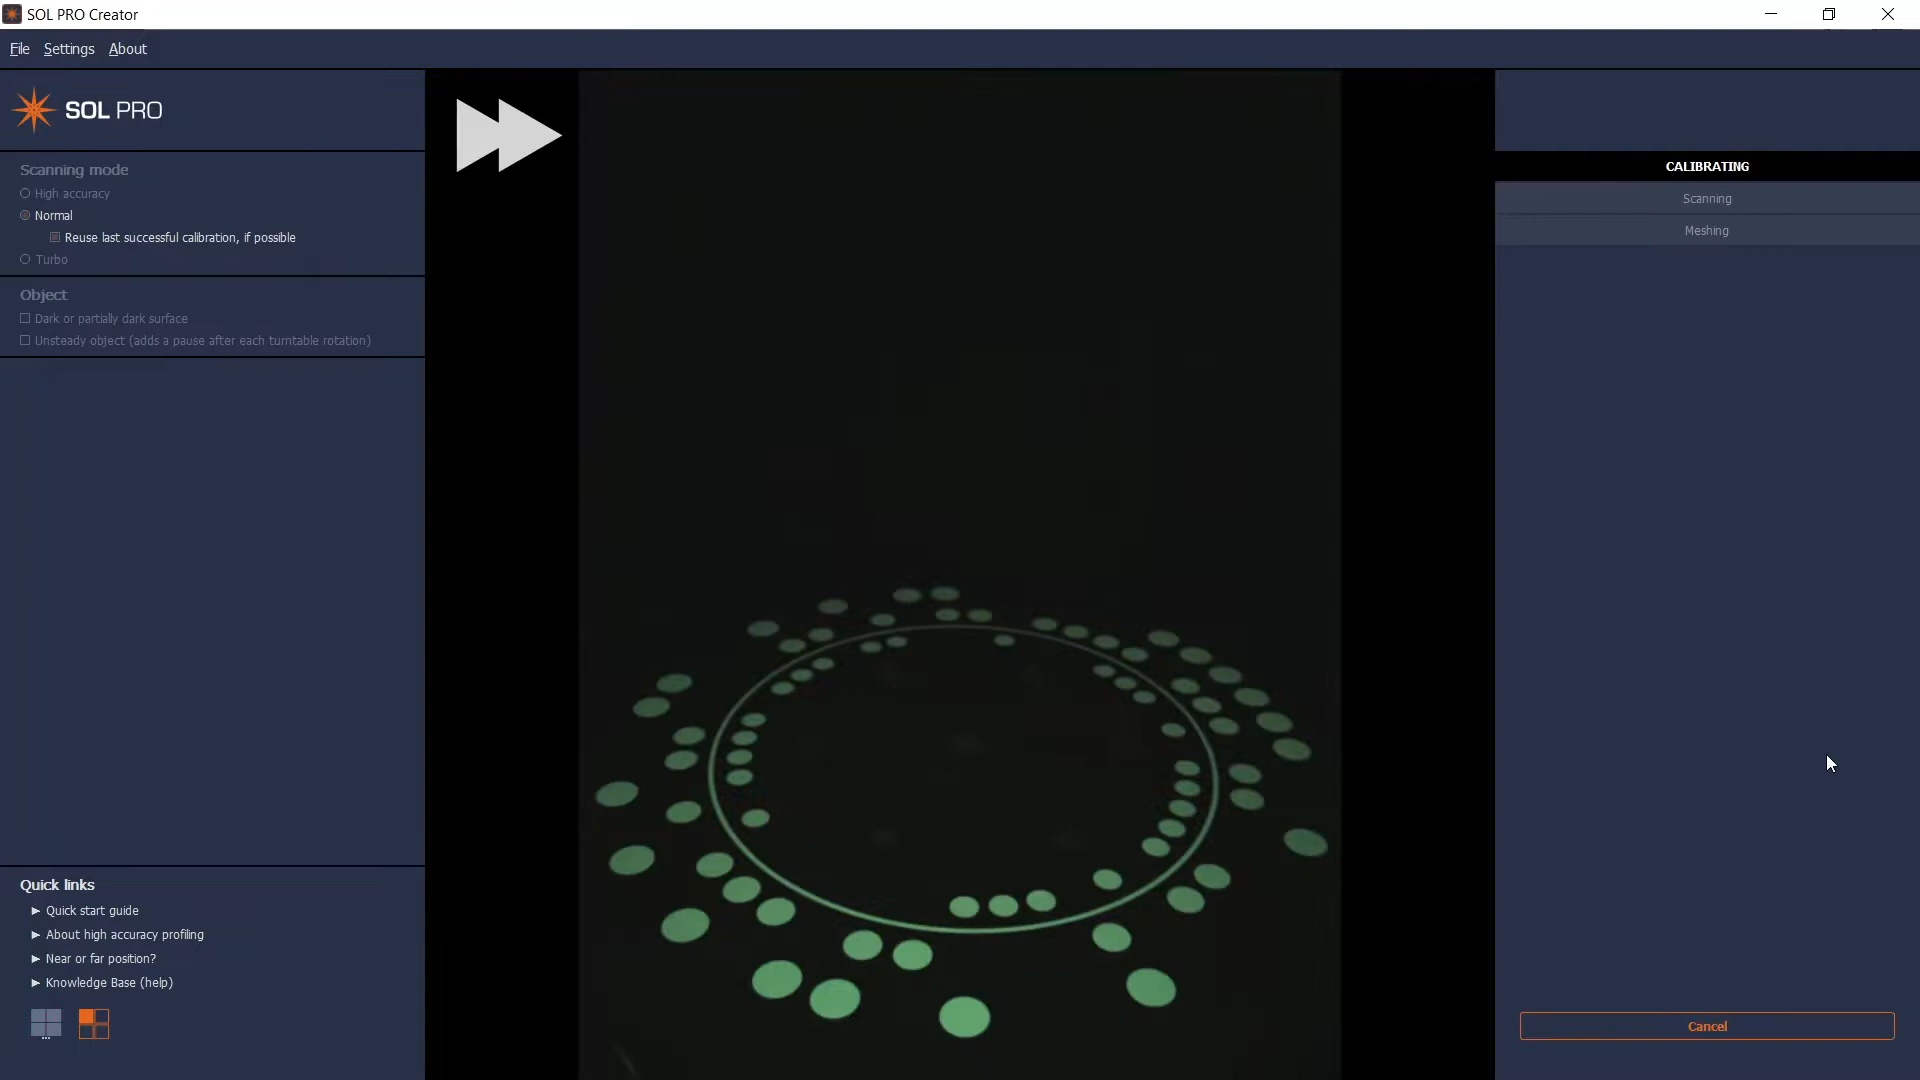 SOL PRO Creator
File Settings About
SOL PRO
Scanning mode
High accuracy
Normal
Reuse last successful calibration, if possible
Turbo
Object
Dark or partially dark surface
Unsteady object (adds a pause after each turntable rotation)
Quick links
Quick start guide
About high accuracy profiling
Near or far position?
Knowledge Base (help)
CALIBRATING
Scanning
Meshing
Cancel